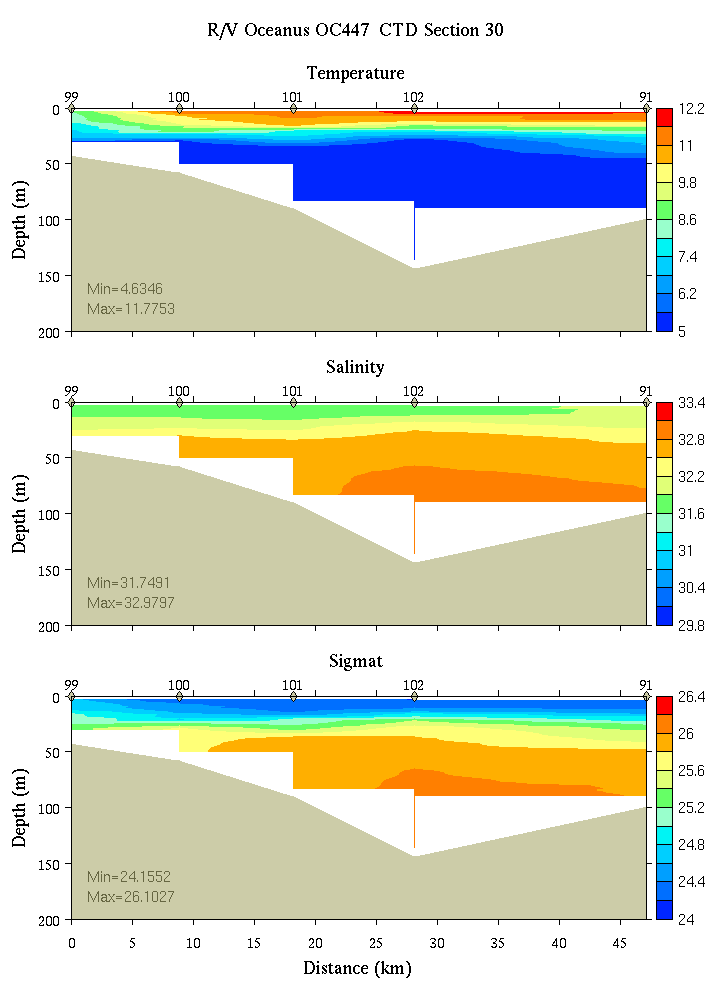 R/V Oceanus OC447 CTD Section 30
Temperature
99 100 101 102 91
0
50
100
150
200
Depth (m)
Min=4.6346
Max=11.7753
12.2
11
9.8
8.6
7.4
6.2
5
Salinity
99 100 101 102 91
0
50
100
150
200
Depth (m)
Min=31.7491
Max=32.9797
33.4
32.8
32.2
31.6
31
30.4
29.8
Sigmat
99 100 101 102 91
0
50
100
150
200
Depth (m)
Min=24.1552
Max=26.1027
26.4
26
25.6
25.2
24.8
24.4
24
0 5 10 15 20 25 30 35 40 45
Distance (km)